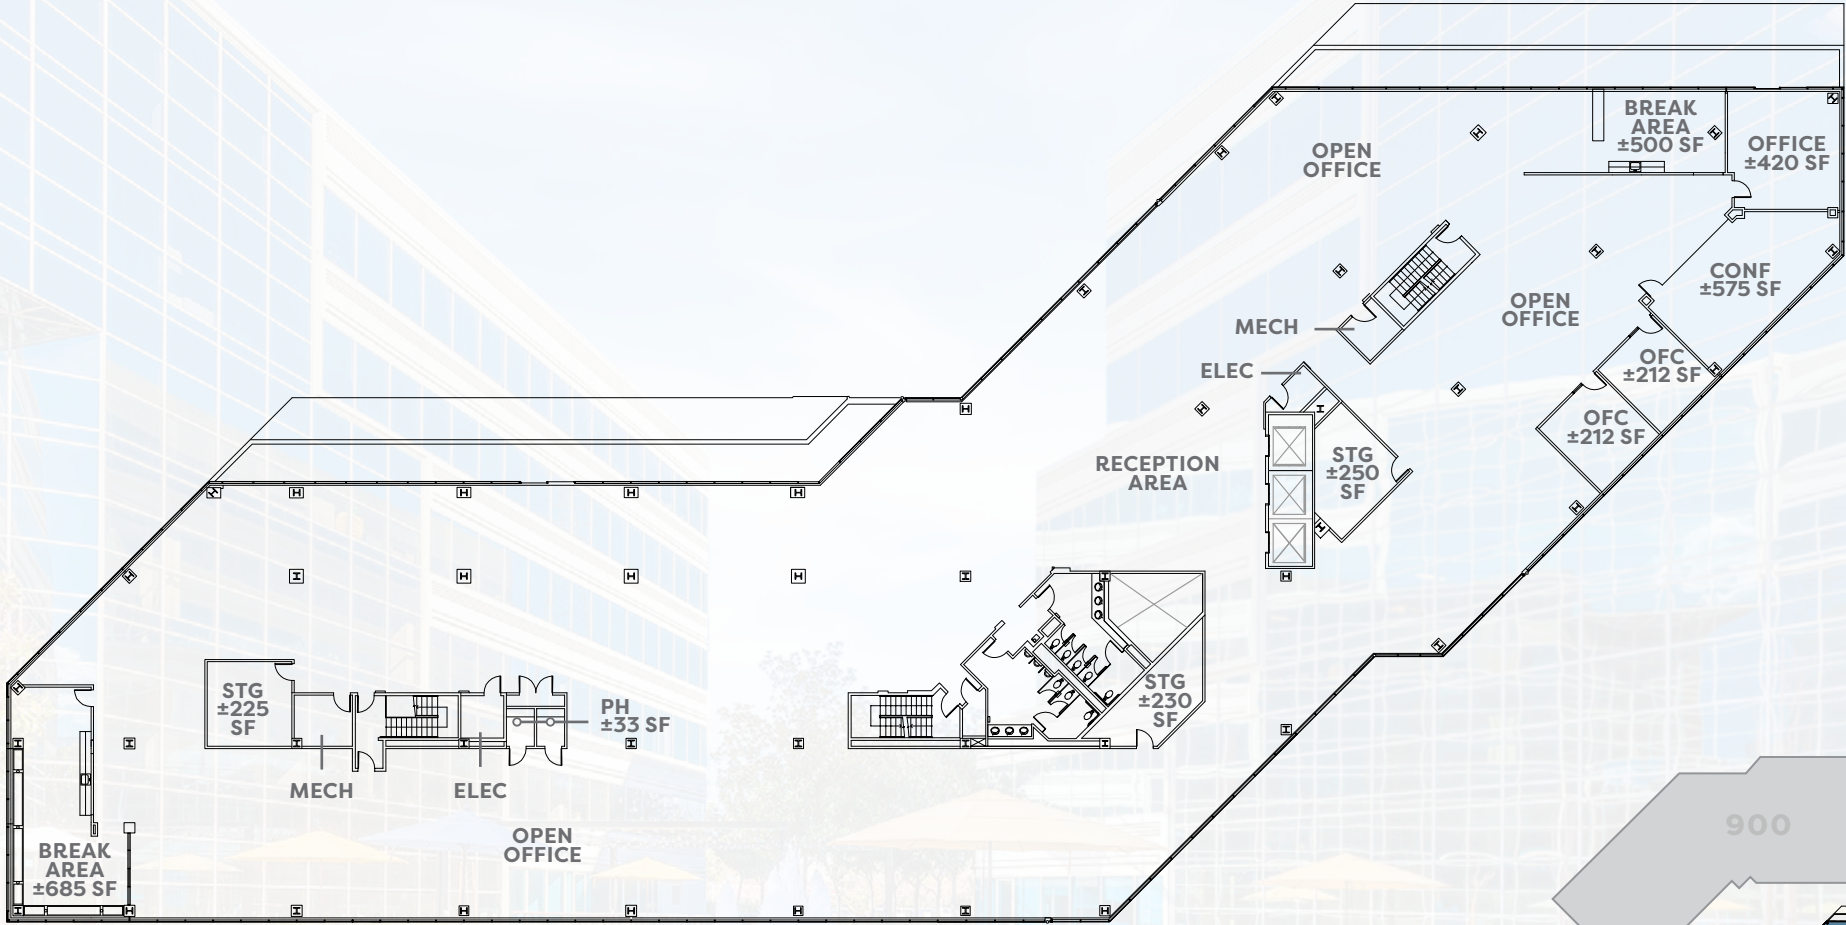 BREAK
AREA
±500 SF
OFFICE
±420 SF
OPEN
OFFICE
CONF
±575 SF
OPEN
OFFICE
MECH
ELEC
OFC
±212 SF
OFC
±212 SF
RECEPTION
AREA
STG
±250
SF
STG
±225
SF
STG
±230
SF
PH
±33 SF
MECH
ELEC
OPEN
OFFICE
BREAK
AREA
±685 SF
900